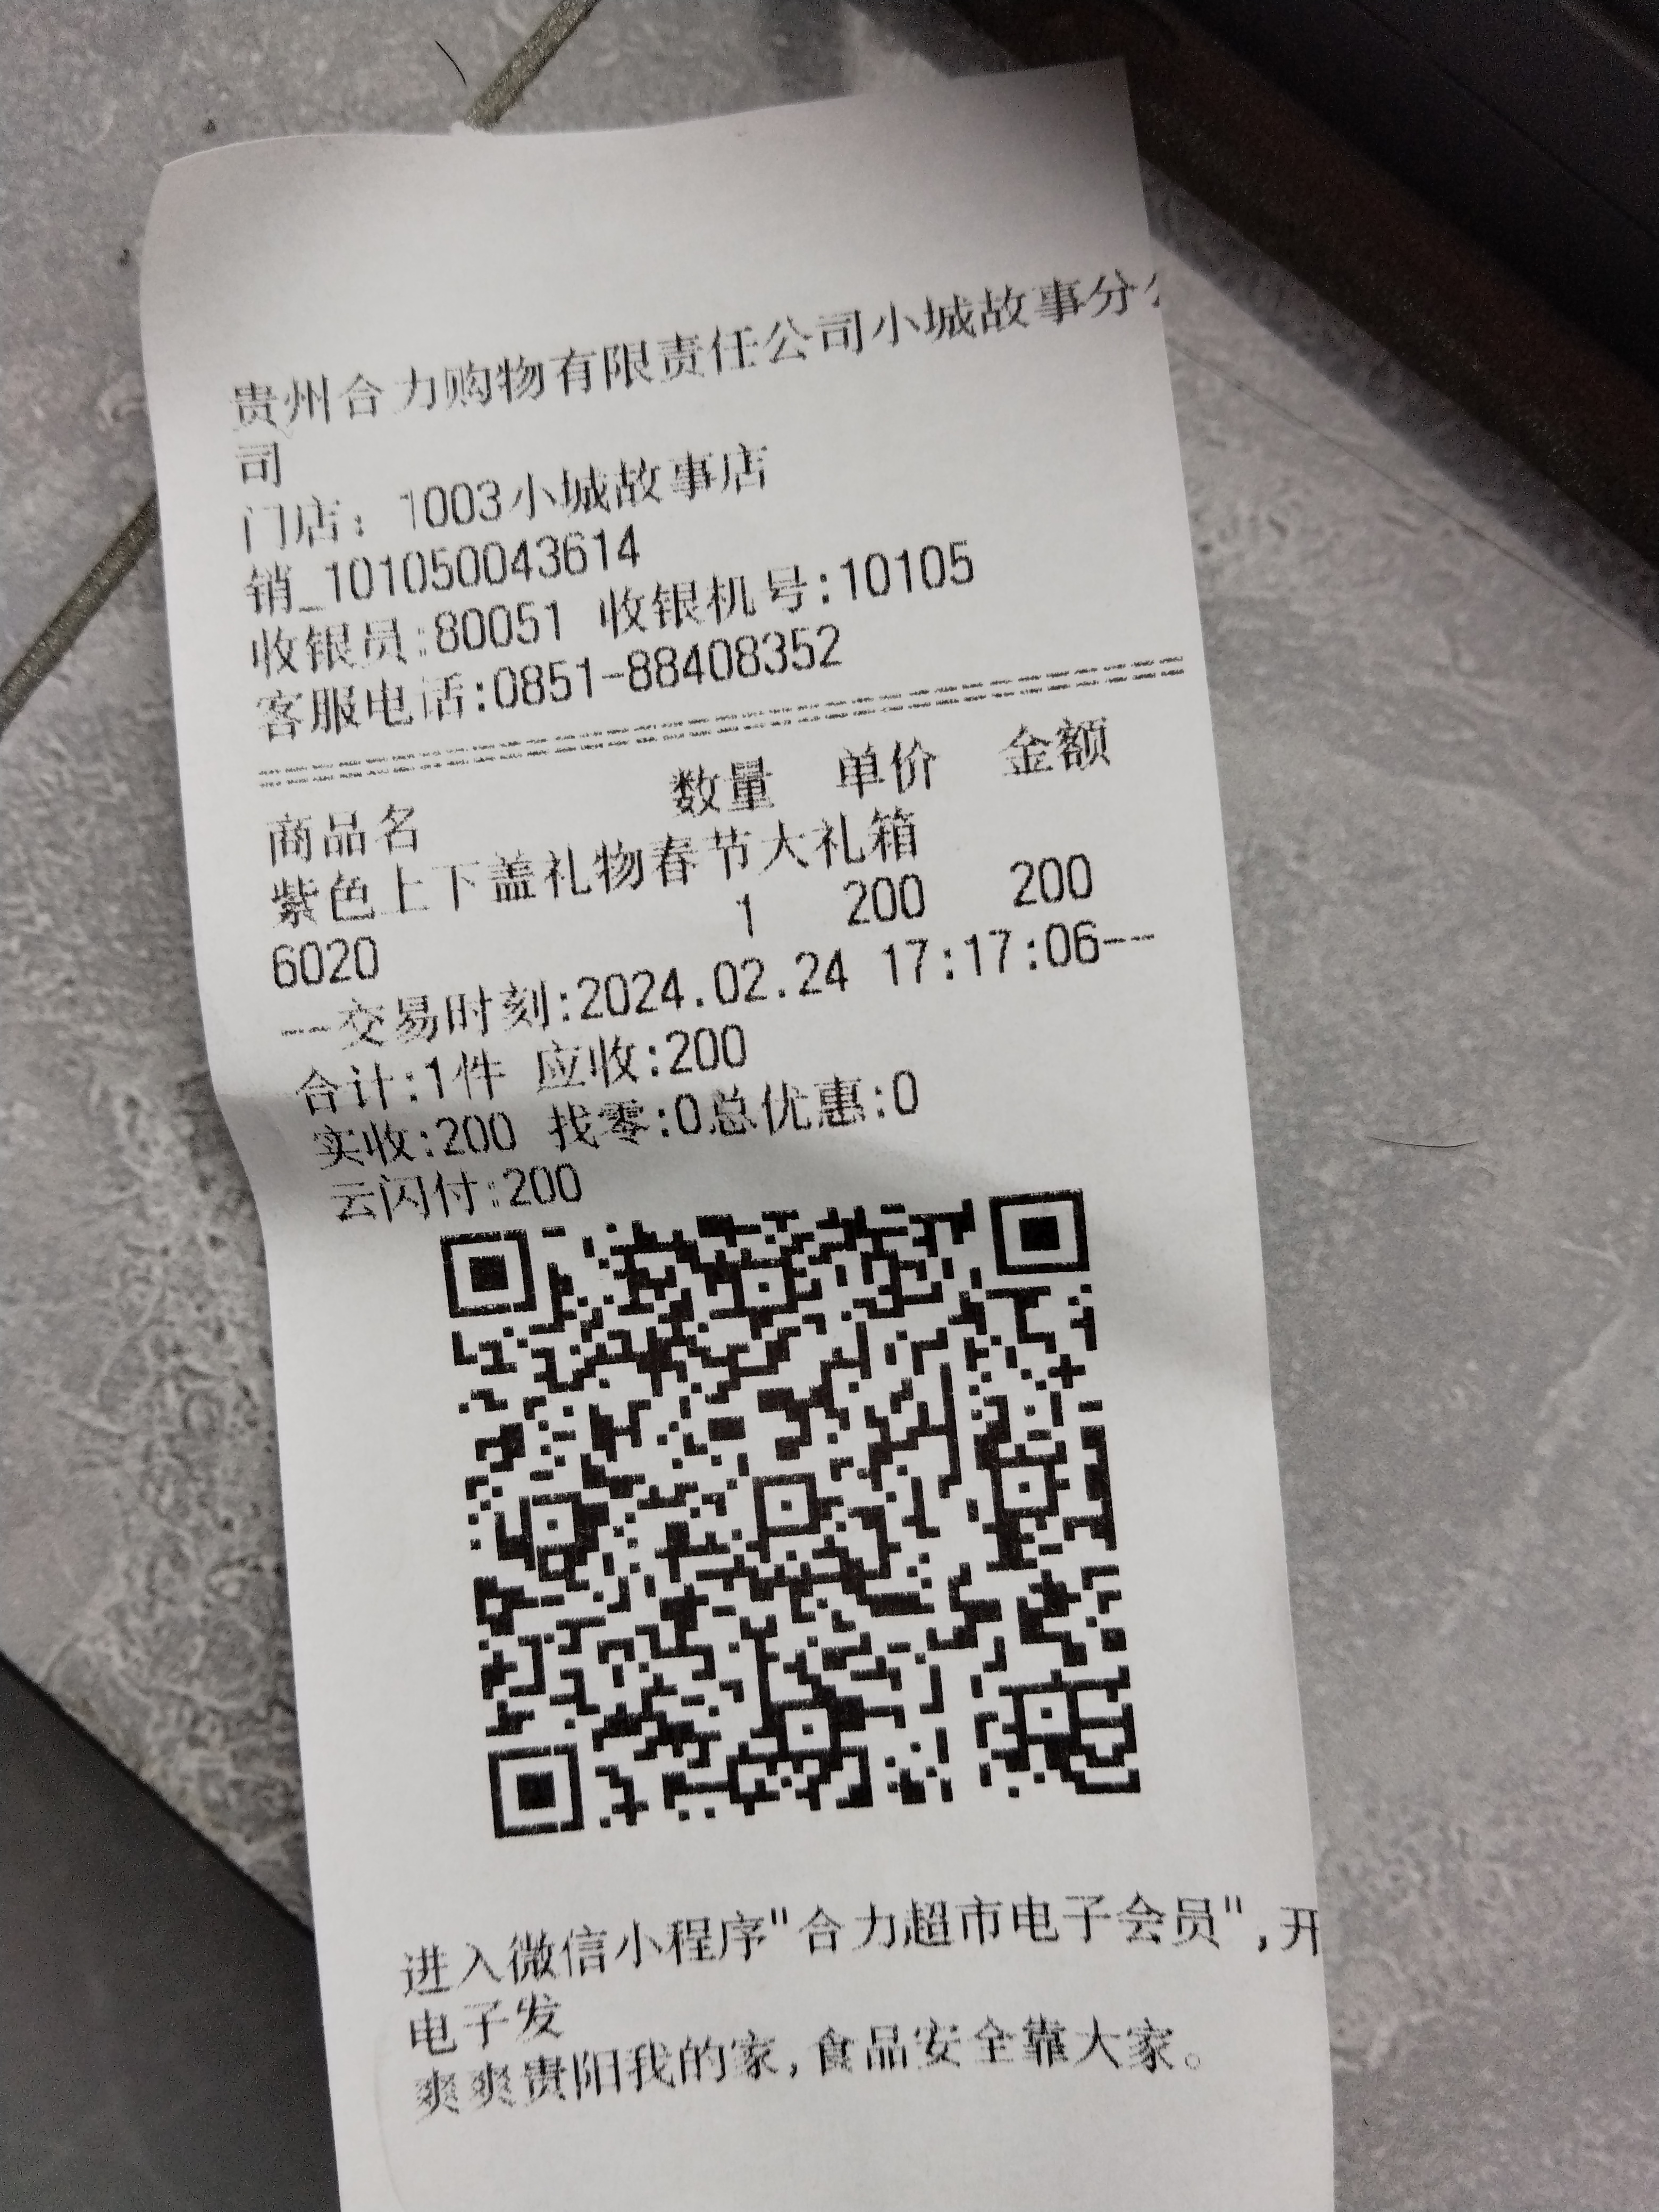 贵州合力购物有限责任公司小城故事分公
司
门店：1003小城故事店
销_101050043614
收银员:80051 收银机号:10105
客服电话:0851-88408352
商品名 数量 单价 金额
紫色上下盖礼物春节大礼箱
6020 1 200 200
---交易时刻:2024.02.24 17:17:06--
合计:1件 应收:200
实收:200 找零:0总优惠:0
云闪付:200
进入微信小程序"合力超市电子会员",开
电子发
爽爽贵阳我的家,食品安全靠大家。